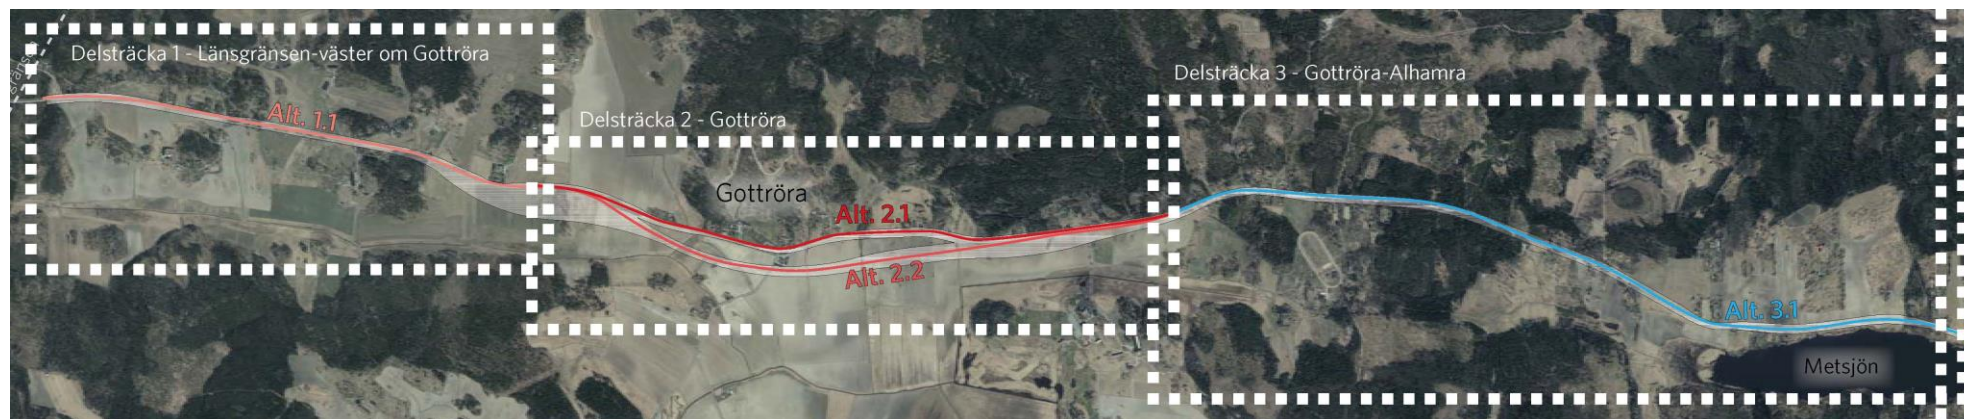 Delsträcka 1 - Länsgränsen-väster om Gottröra
Alt. 1.1
Delsträcka 2 - Gottröra
Gottröra
Alt. 2.1
Alt. 2.2
Delsträcka 3 - Gottröra-Alhamra
Alt. 3.1
Metsjön